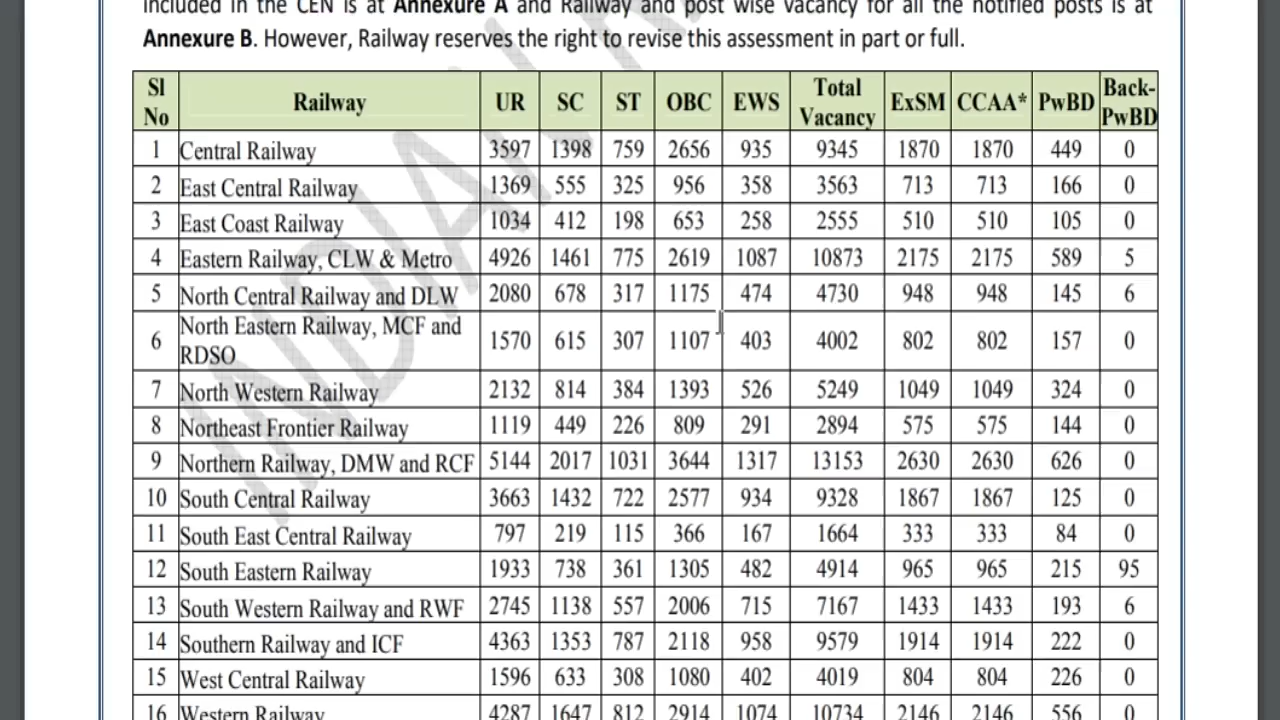 included in the CEN is at Annexure A and Railway and post wise vacancy for all the notified posts is at
Annexure B. However, Railway reserves the right to revise this assessment in part or full.
Sl No Railway UR SC ST OBC EWS Total Vacancy ExSM CCAA* PwBD Back-PwBD
1 Central Railway 3597 1398 759 2656 935 9345 1870 1870 449 0
2 East Central Railway 1369 555 325 956 358 3563 713 713 166 0
3 East Coast Railway 1034 412 198 653 258 2555 510 510 105 0
4 Eastern Railway, CLW & Metro 4926 1461 775 2619 1087 10873 2175 2175 589 5
5 North Central Railway and DLW 2080 678 317 1175 474 4730 948 948 145 6
6 North Eastern Railway, MCF and RDSO 1570 615 307 1107 403 4002 802 802 157 0
7 North Western Railway 2132 814 384 1393 526 5249 1049 1049 324 0
8 Northeast Frontier Railway 1119 449 226 809 291 2894 575 575 144 0
9 Northern Railway, DMW and RCF 5144 2017 1031 3644 1317 13153 2630 2630 626 0
10 South Central Railway 3663 1432 722 2577 934 9328 1867 1867 125 0
11 South East Central Railway 797 219 115 366 167 1664 333 333 84 0
12 South Eastern Railway 1933 738 361 1305 482 4914 965 965 215 95
13 South Western Railway and RWF 2745 1138 557 2006 715 7167 1433 1433 193 6
14 Southern Railway and ICF 4363 1353 787 2118 958 9579 1914 1914 222 0
15 West Central Railway 1596 633 308 1080 402 4019 804 804 226 0
16 Western Railway 4287 1647 812 2914 1074 10734 2146 2146 556 0
INDIAN